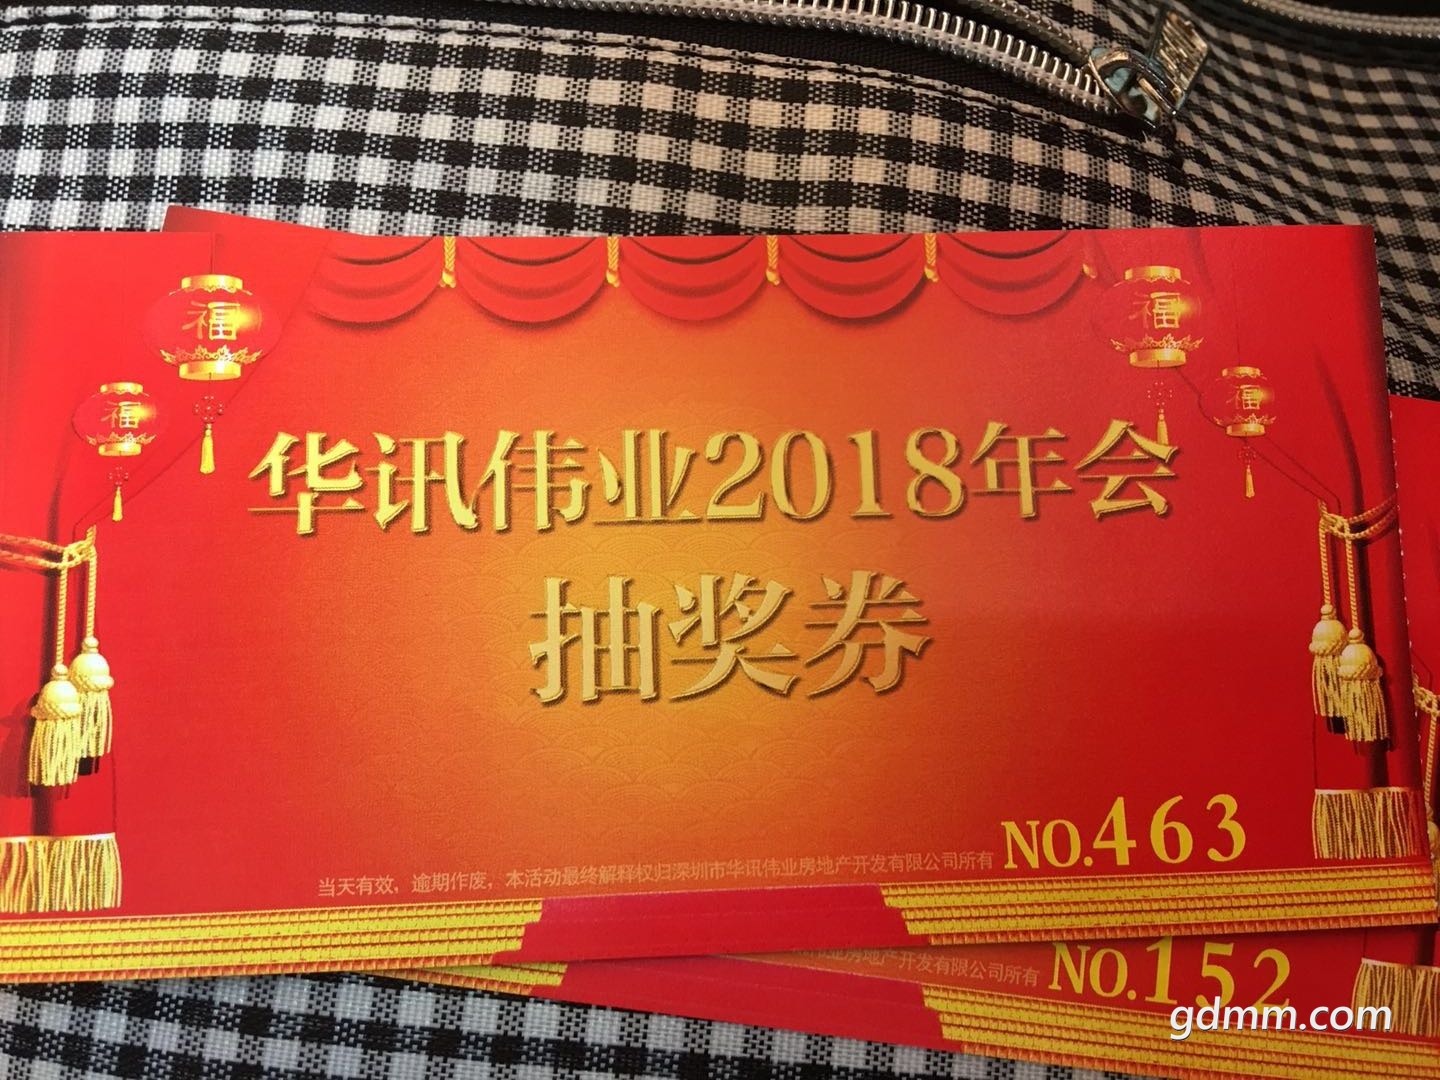 福
福
福
福
华讯伟业2018年会
抽奖券
当天有效，逾期作废，本活动最终解释权归深圳市华讯伟业房地产开发有限公司所有
NO.463
业房地产开发有限公司所有
NO.152
gdmm.com